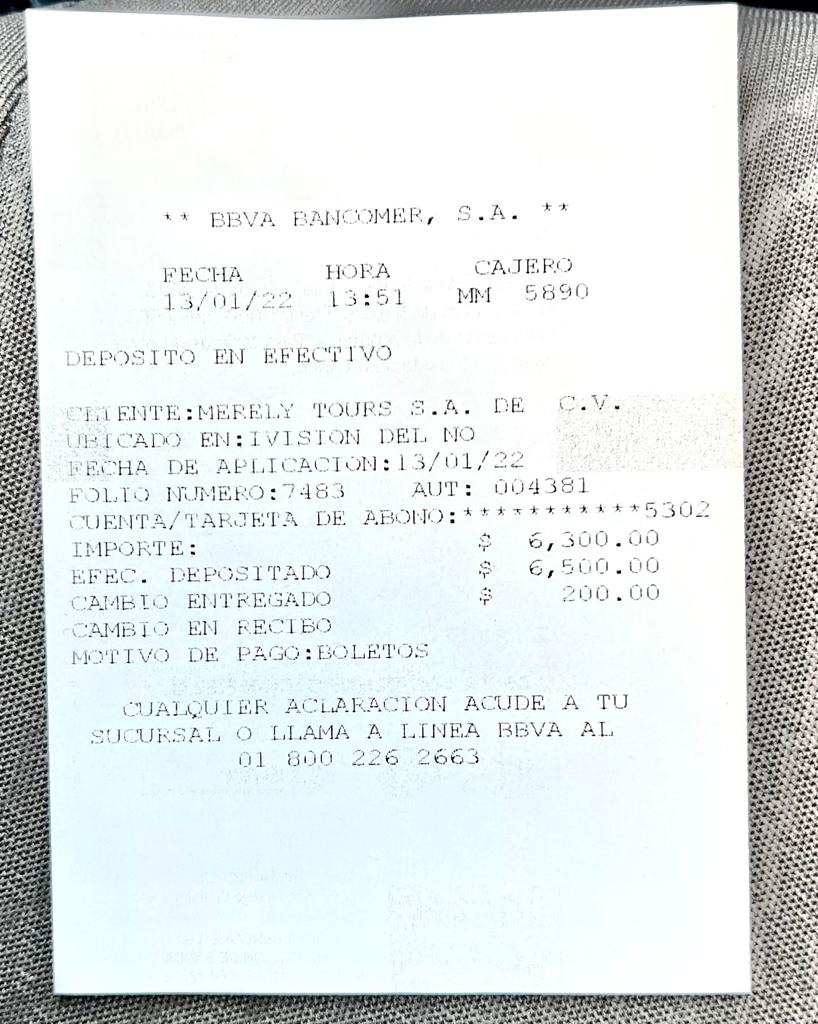 ** BBVA BANCOMER, S.A. **
FECHA HORA CAJERO
13/01/22 13:51 MM 5890
DEPOSITO EN EFECTIVO
CLIENTE:MERELY TOURS S.A. DE C.V.
UBICADO EN:IVISION DEL NO
FECHA DE APLICACION:13/01/22
FOLIO NUMERO:7483 AUT: 004381
CUENTA/TARJETA DE ABONO:***********5302
IMPORTE: $ 6,300.00
EFEC. DEPOSITADO $ 6,500.00
CAMBIO ENTREGADO $ 200.00
CAMBIO EN RECIBO
MOTIVO DE PAGO:BOLETOS
CUALQUIER ACLARACION ACUDE A TU
SUCURSAL O LLAMA A LINEA BBVA AL
01 800 226 2663